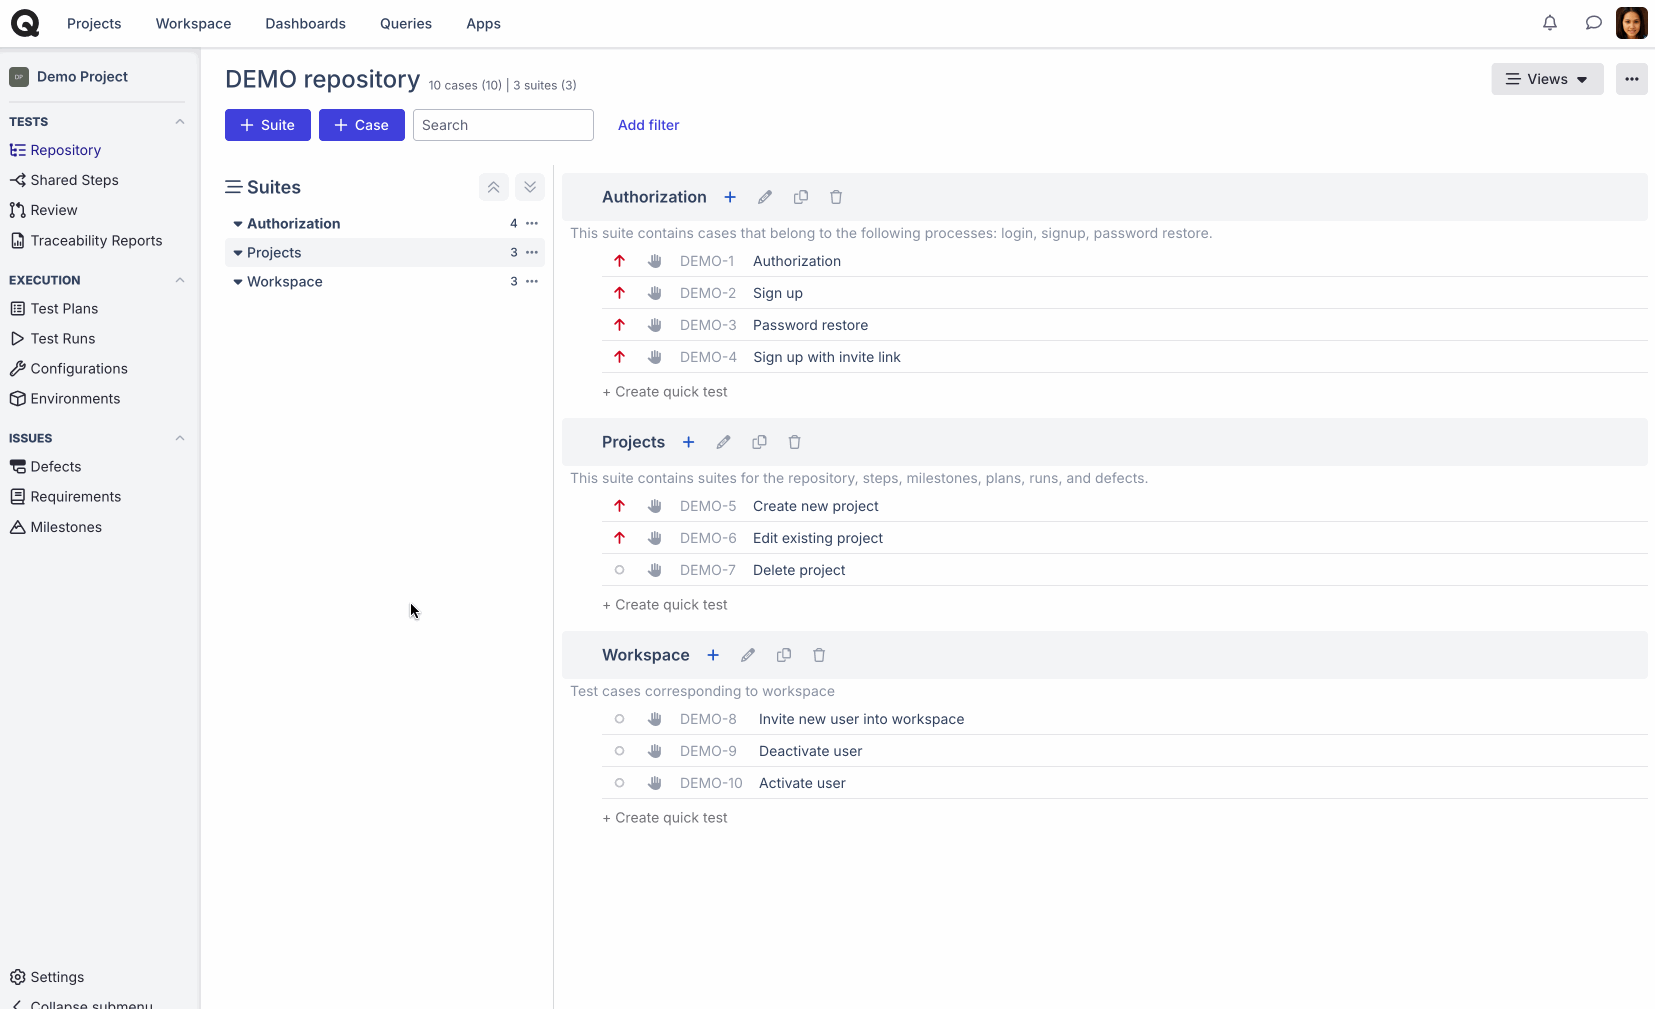 Projects Workspace Dashboards Queries Apps
DP Demo Project
TESTS
Repository
Shared Steps
Review
Traceability Reports
EXECUTION
Test Plans
Test Runs
Configurations
Environments
ISSUES
Defects
Requirements
Milestones
Settings
Collapse submenu
DEMO repository 10 cases (10) | 3 suites (3)
Views
+ Suite + Case Search Add filter
Suites
Authorization 4
Projects 3
Workspace 3
Authorization
This suite contains cases that belong to the following processes: login, signup, password restore.
DEMO-1 Authorization
DEMO-2 Sign up
DEMO-3 Password restore
DEMO-4 Sign up with invite link
+ Create quick test
Projects
This suite contains suites for the repository, steps, milestones, plans, runs, and defects.
DEMO-5 Create new project
DEMO-6 Edit existing project
DEMO-7 Delete project
+ Create quick test
Workspace
Test cases corresponding to workspace
DEMO-8 Invite new user into workspace
DEMO-9 Deactivate user
DEMO-10 Activate user
+ Create quick test